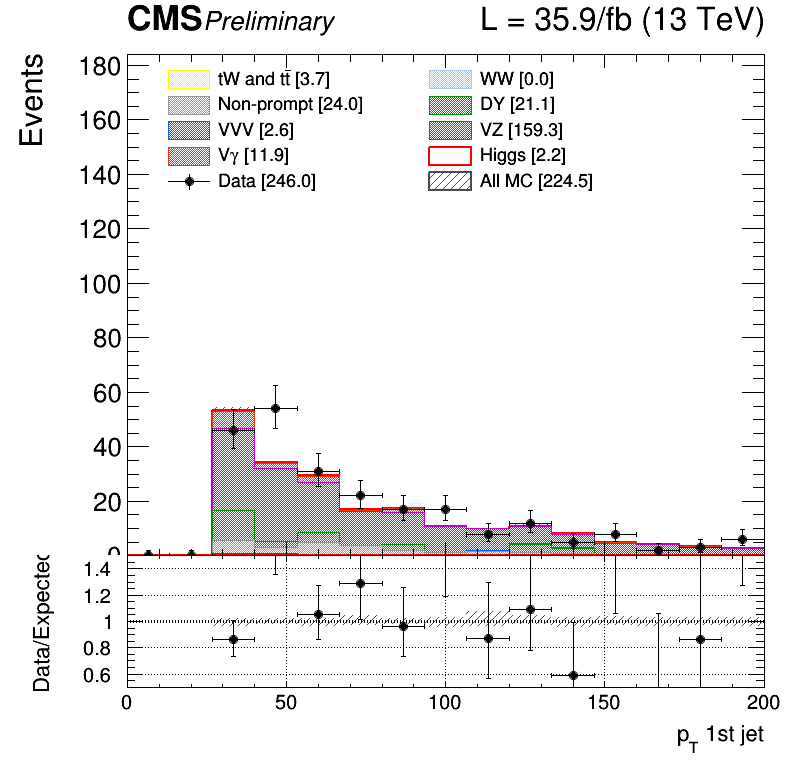 CMS Preliminary L = 35.9/fb (13 TeV)
Events
180
160
140
120
100
80
60
40
20
0
tW and tt̄ [3.7]
Non-prompt [24.0]
VVV [2.6]
Vγ [11.9]
Data [246.0]
WW [0.0]
DY [21.1]
VZ [159.3]
Higgs [2.2]
All MC [224.5]
Data/Expected
1.4
1.2
1
0.8
0.6
0 50 100 150 200
p_T 1st jet